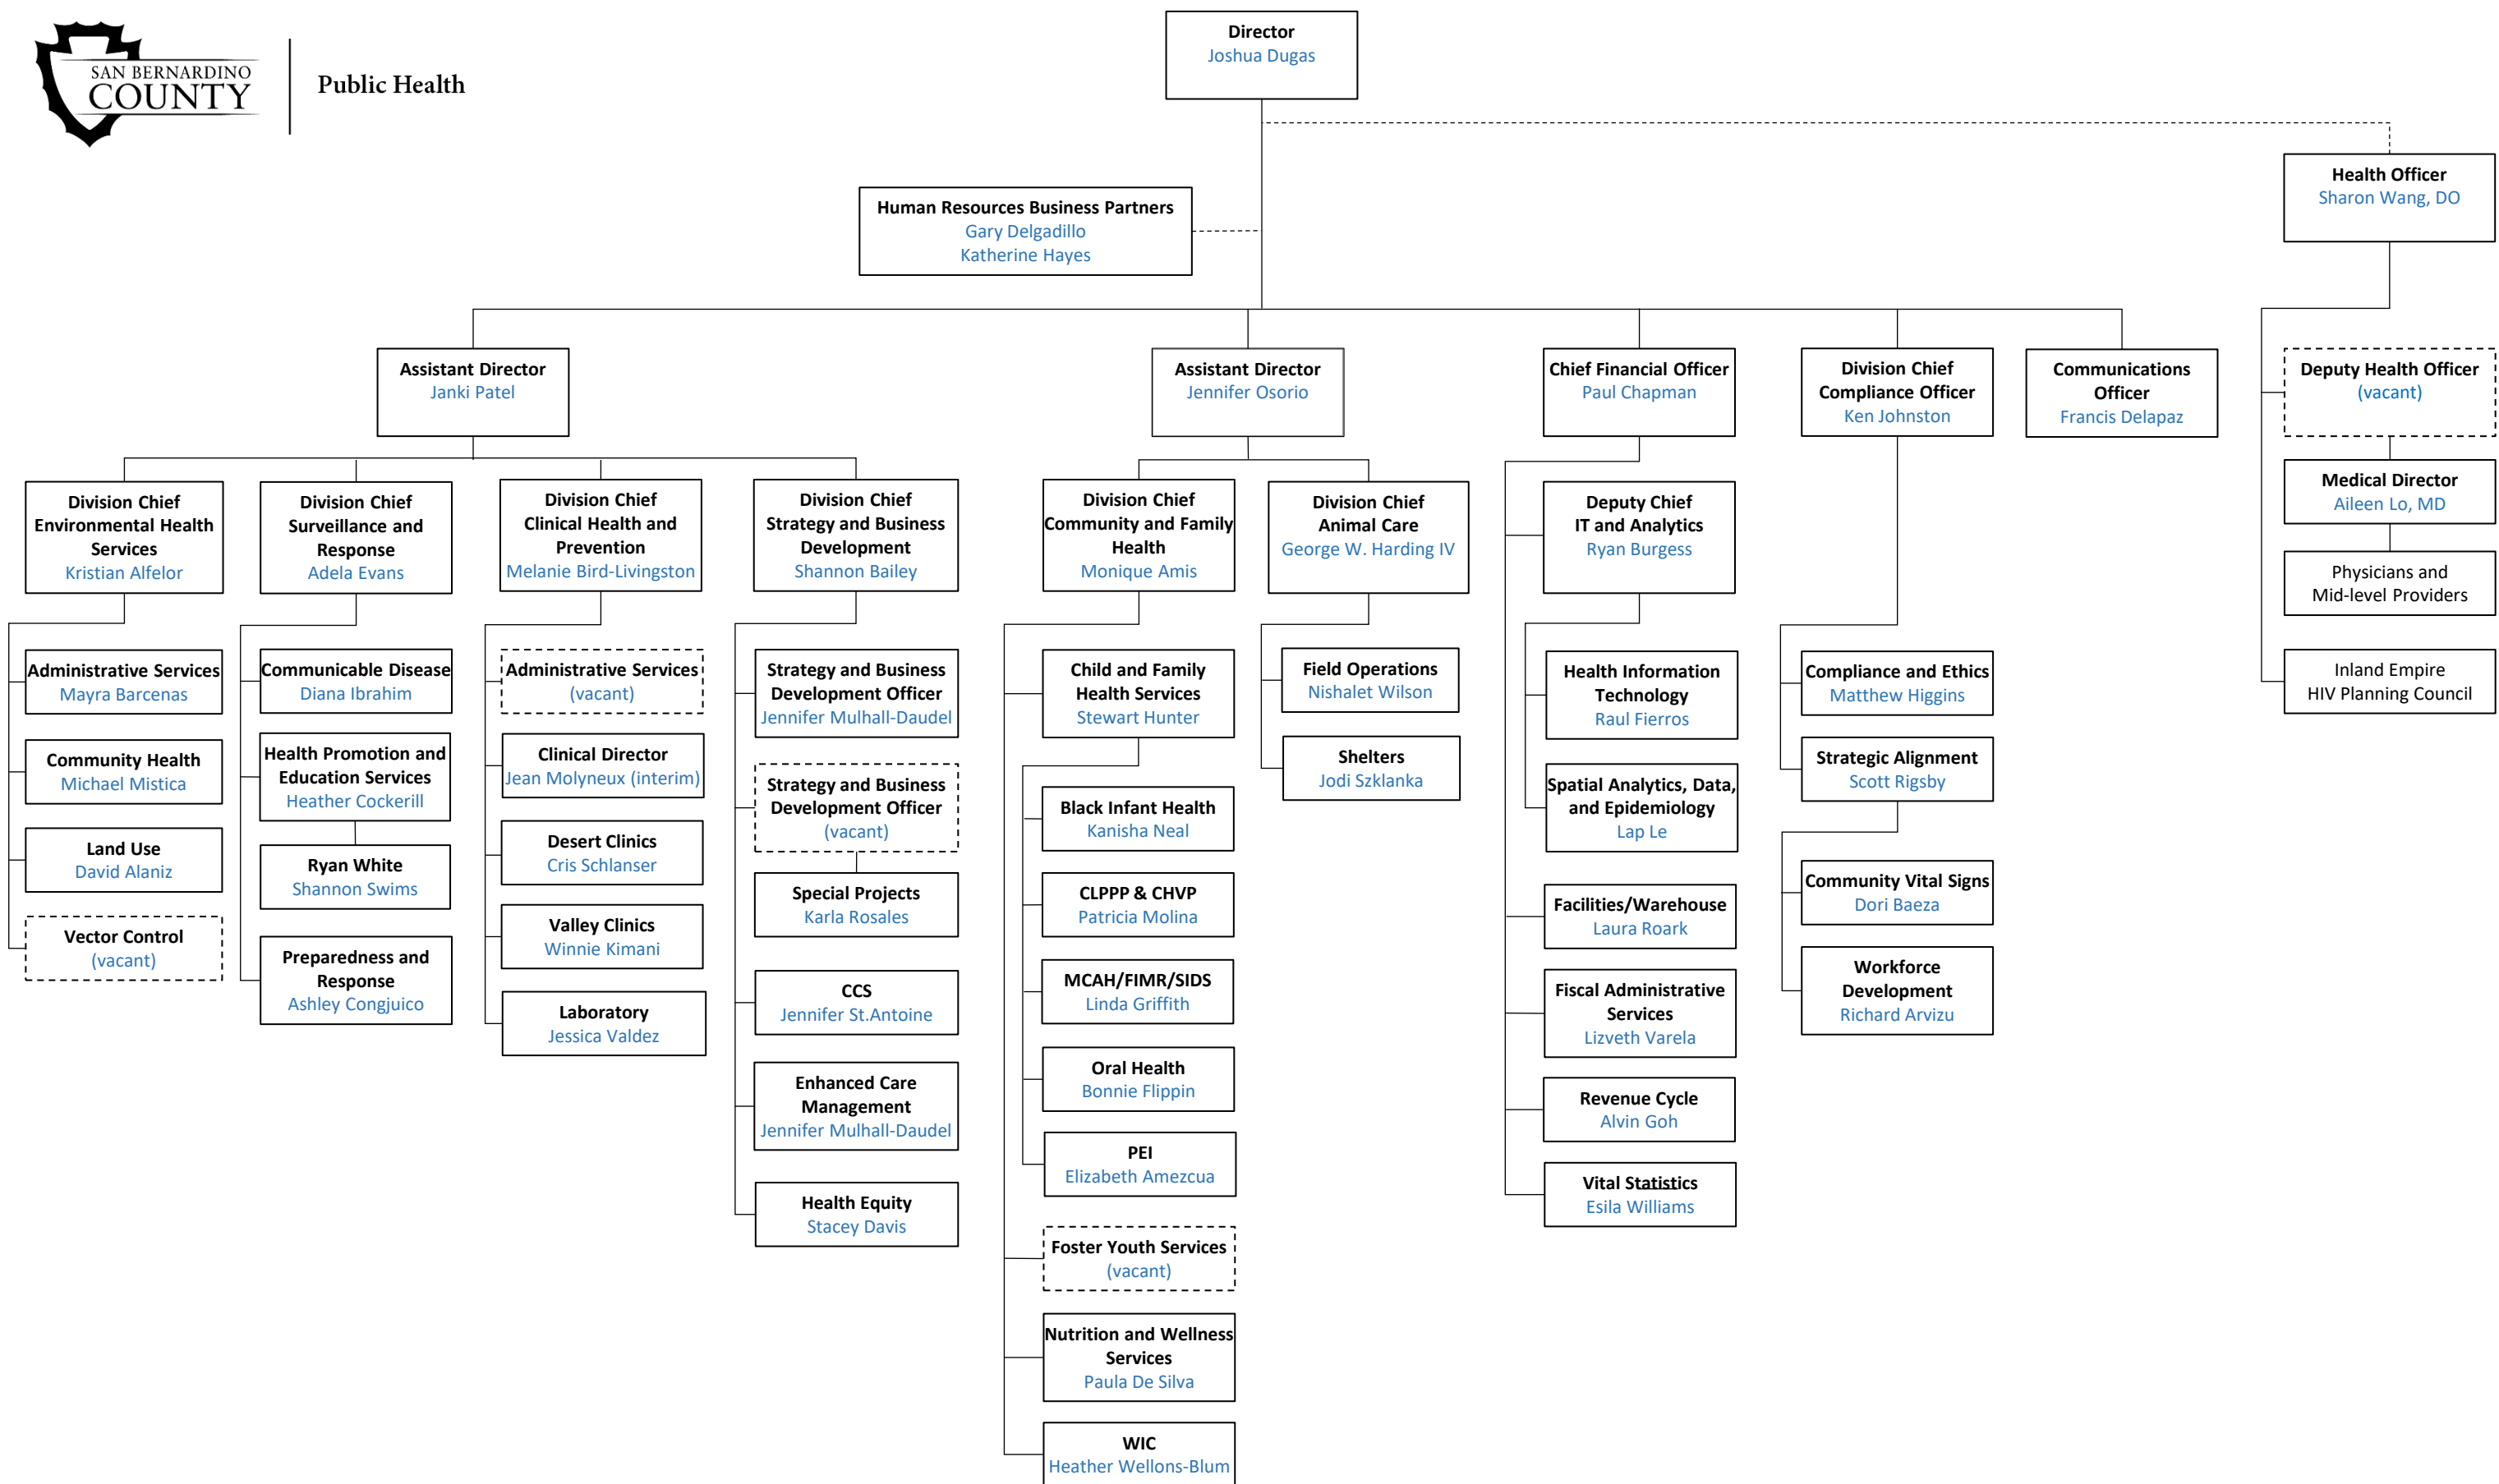 SAN BERNARDINO
COUNTY
Public Health
Director
Joshua Dugas
Health Officer
Sharon Wang, DO
Human Resources Business Partners
Gary Delgadillo
Katherine Hayes
Assistant Director
Janki Patel
Assistant Director
Jennifer Osorio
Chief Financial Officer
Paul Chapman
Division Chief
Compliance Officer
Ken Johnston
Communications
Officer
Francis Delapaz
Deputy Health Officer
(vacant)
Medical Director
Aileen Lo, MD
Physicians and
Mid-level Providers
Inland Empire
HIV Planning Council
Division Chief
Environmental Health
Services
Kristian Alfelor
Administrative Services
Mayra Barcenas
Community Health
Michael Mistica
Land Use
David Alaniz
Vector Control
(vacant)
Division Chief
Surveillance and
Response
Adela Evans
Communicable Disease
Diana Ibrahim
Health Promotion and
Education Services
Heather Cockerill
Ryan White
Shannon Swims
Preparedness and
Response
Ashley Congjuico
Division Chief
Clinical Health and
Prevention
Melanie Bird-Livingston
Administrative Services
(vacant)
Clinical Director
Jean Molyneux (interim)
Desert Clinics
Cris Schlanser
Valley Clinics
Winnie Kimani
Laboratory
Jessica Valdez
Division Chief
Strategy and Business
Development
Shannon Bailey
Strategy and Business
Development Officer
Jennifer Mulhall-Daudel
Strategy and Business
Development Officer
(vacant)
Special Projects
Karla Rosales
CCS
Jennifer St.Antoine
Enhanced Care
Management
Jennifer Mulhall-Daudel
Health Equity
Stacey Davis
Division Chief
Community and Family
Health
Monique Amis
Child and Family
Health Services
Stewart Hunter
Black Infant Health
Kanisha Neal
CLPPP & CHVP
Patricia Molina
MCAH/FIMR/SIDS
Linda Griffith
Oral Health
Bonnie Flippin
PEI
Elizabeth Amezcua
Foster Youth Services
(vacant)
Nutrition and Wellness
Services
Paula De Silva
WIC
Heather Wellons-Blum
Division Chief
Animal Care
George W. Harding IV
Field Operations
Nishalet Wilson
Shelters
Jodi Szklanka
Deputy Chief
IT and Analytics
Ryan Burgess
Health Information
Technology
Raul Fierros
Spatial Analytics, Data,
and Epidemiology
Lap Le
Facilities/Warehouse
Laura Roark
Fiscal Administrative
Services
Lizveth Varela
Revenue Cycle
Alvin Goh
Vital Statistics
Esila Williams
Compliance and Ethics
Matthew Higgins
Strategic Alignment
Scott Rigsby
Community Vital Signs
Dori Baeza
Workforce
Development
Richard Arvizu